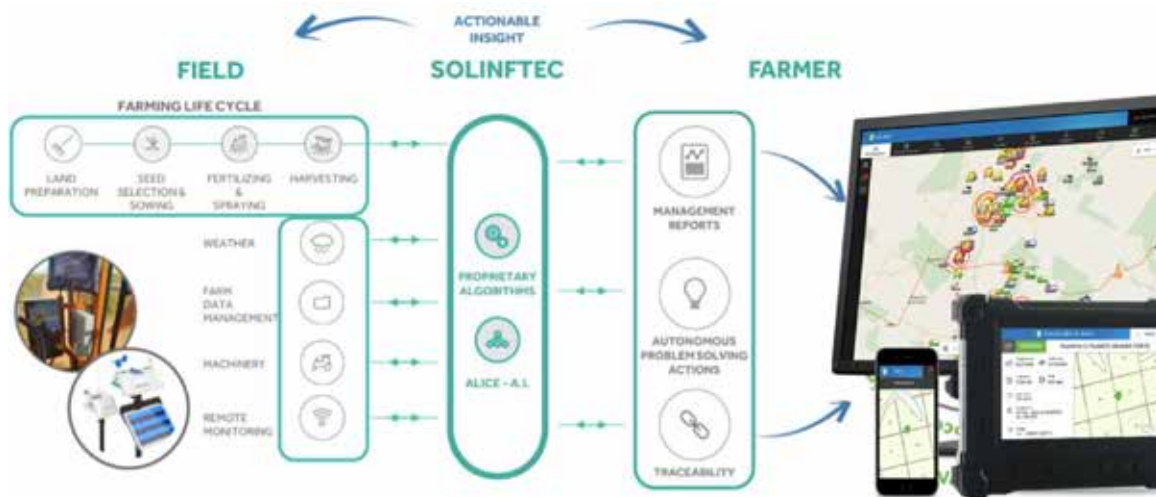 ACTIONABLE
INSIGHT
FIELD
SOLINFTEC
FARMER
FARMING LIFE CYCLE
LAND
PREPARATION
SEED
SELECTION &
SOWING
FERTILIZING
&
SPRAYING
HARVESTING
WEATHER
FARM
DATA
MANAGEMENT
MACHINERY
REMOTE
MONITORING
PROPRIETARY
ALGORITHMS
ALICE - A.I.
MANAGEMENT
REPORTS
AUTONOMOUS
PROBLEM SOLVING
ACTIONS
TRACEABILITY